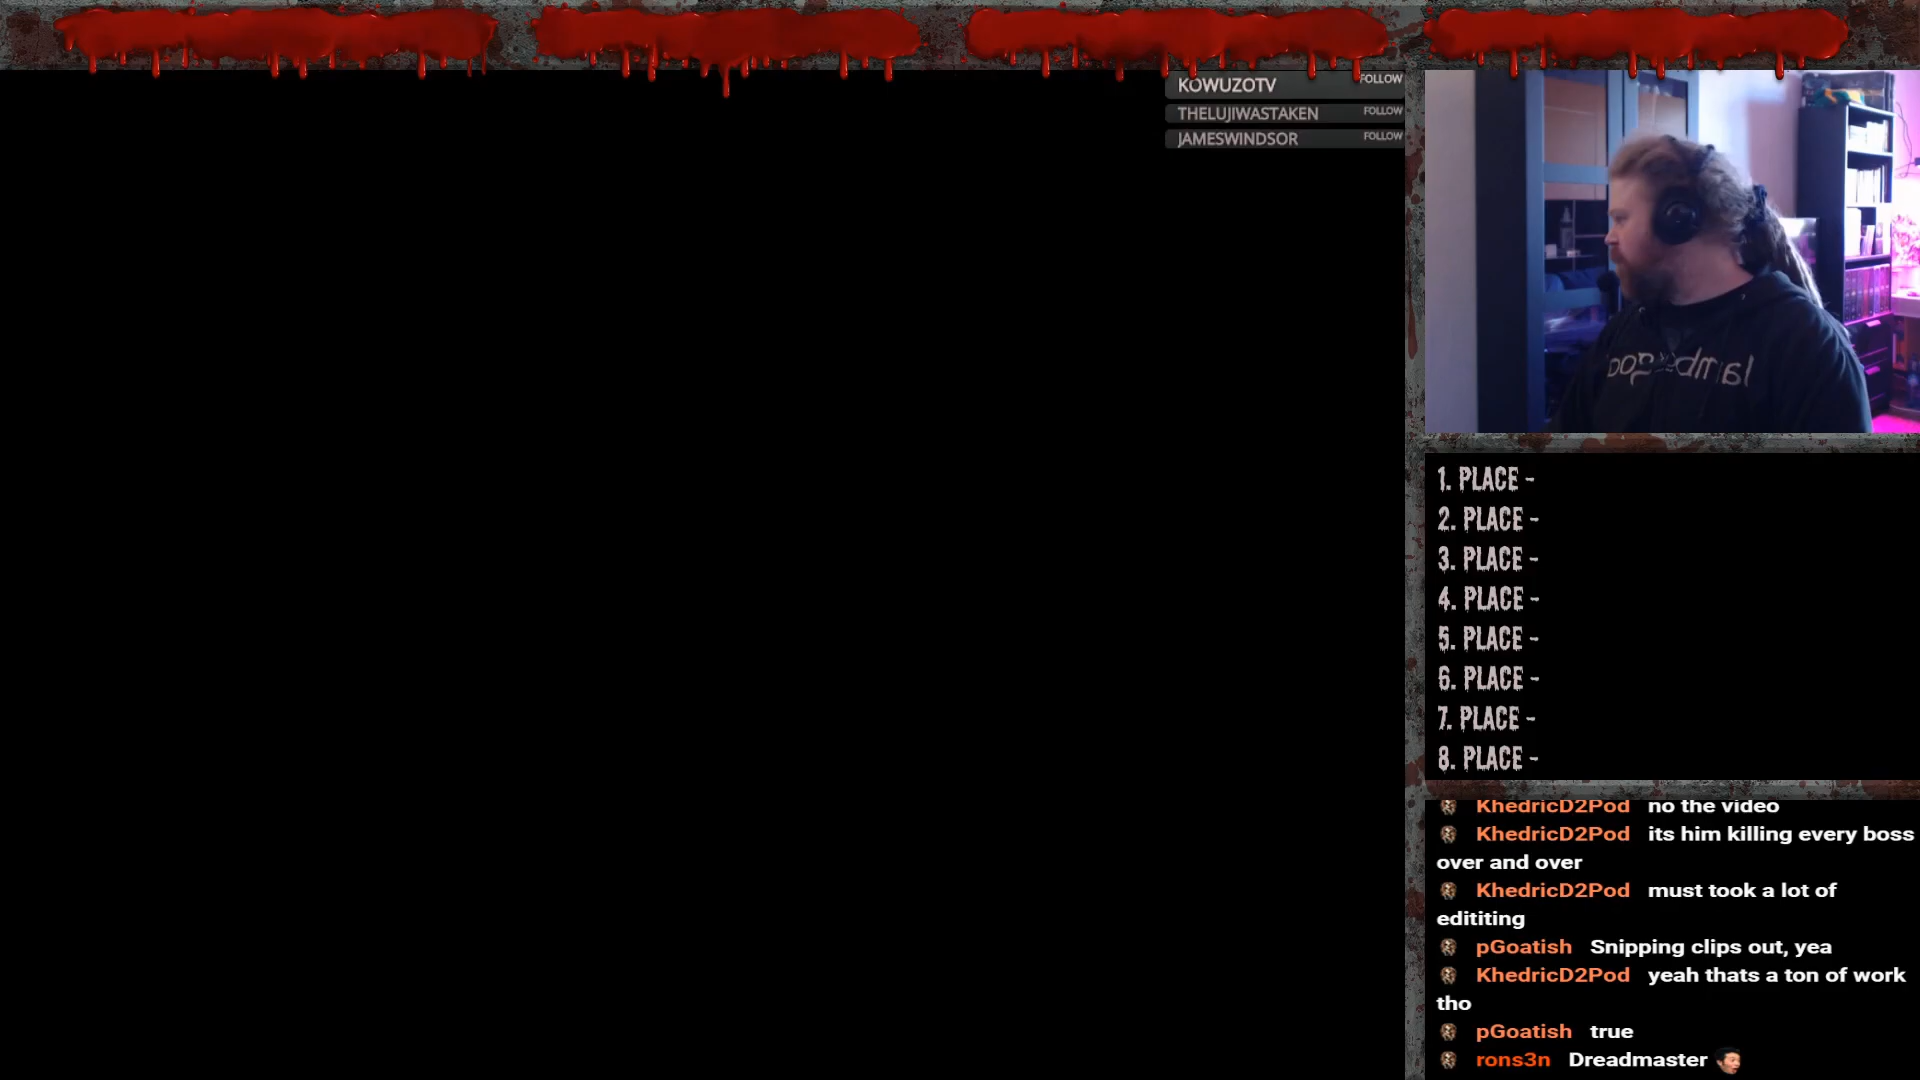 KOWUZOTV FOLLOW
THELUJIWASTAKEN FOLLOW
JAMESWINDSOR FOLLOW
1. PLACE -
2. PLACE -
3. PLACE -
4. PLACE -
5. PLACE -
6. PLACE -
7. PLACE -
8. PLACE -
KhedricD2Pod no the video
KhedricD2Pod its him killing every boss
over and over
KhedricD2Pod must took a lot of
edititing
pGoatish Snipping clips out, yea
KhedricD2Pod yeah thats a ton of work
tho
pGoatish true
rons3n Dreadmaster